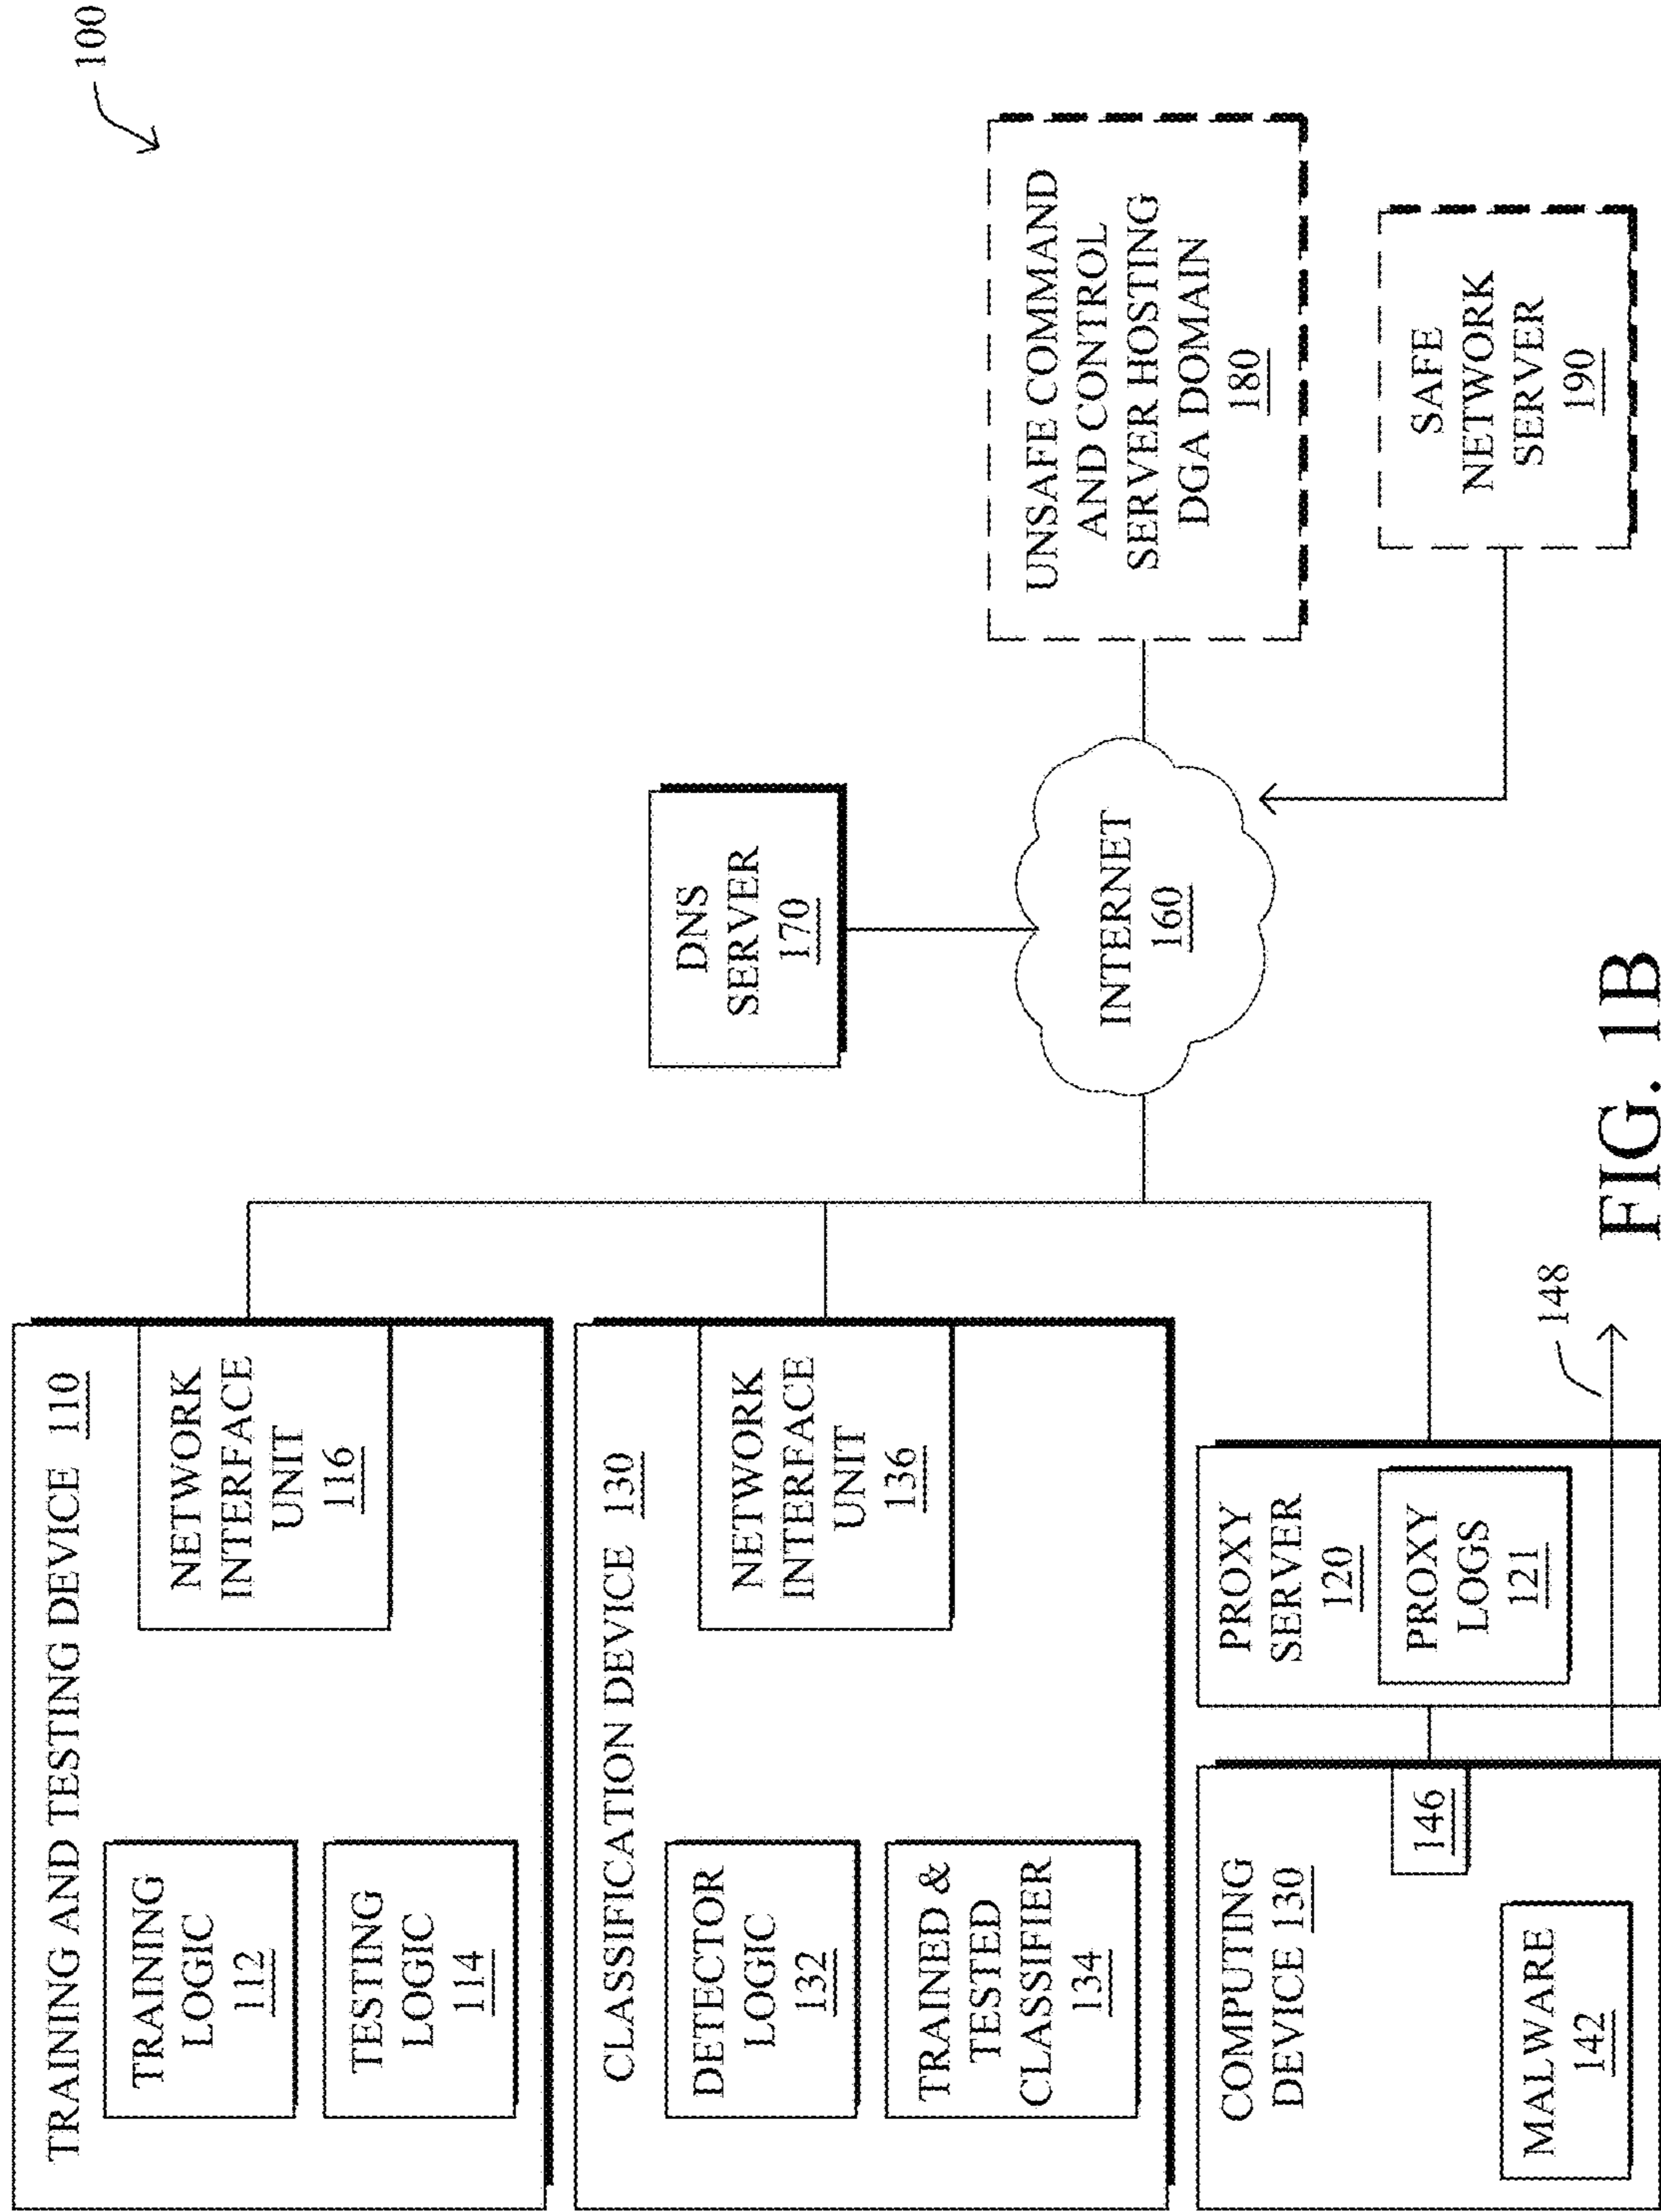 100
TRAINING AND TESTING DEVICE 110
TRAINING
LOGIC
112
TESTING
LOGIC
114
NETWORK
INTERFACE
UNIT
116
CLASSIFICATION DEVICE 130
DETECTOR
LOGIC
132
TRAINED &
TESTED
CLASSIFIER
134
NETWORK
INTERFACE
UNIT
136
COMPUTING
DEVICE 130
146
MALWARE
142
PROXY
SERVER
120
PROXY
LOGS
121
148
DNS
SERVER
170
INTERNET
160
UNSAFE COMMAND
AND CONTROL
SERVER HOSTING
DGA DOMAIN
180
SAFE
NETWORK
SERVER
190
FIG. 1B